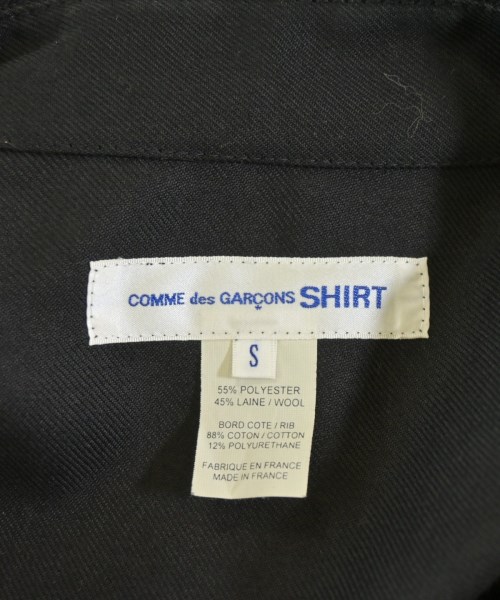 COMME des GARÇONS SHIRT
S
55% POLYESTER
45% LAINE / WOOL
BORD COTE / RIB
88% COTON / COTTON
12% POLYURETHANE
FABRIQUE EN FRANCE
MADE IN FRANCE